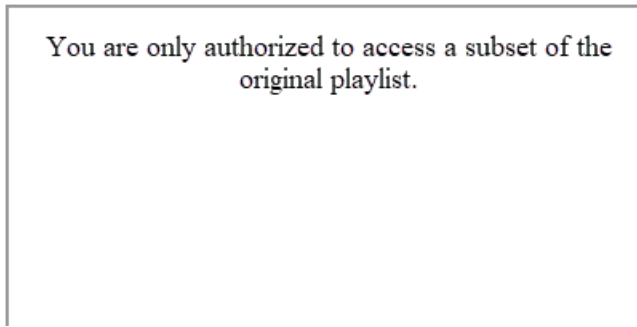 You are only authorized to access a subset of the
original playlist.